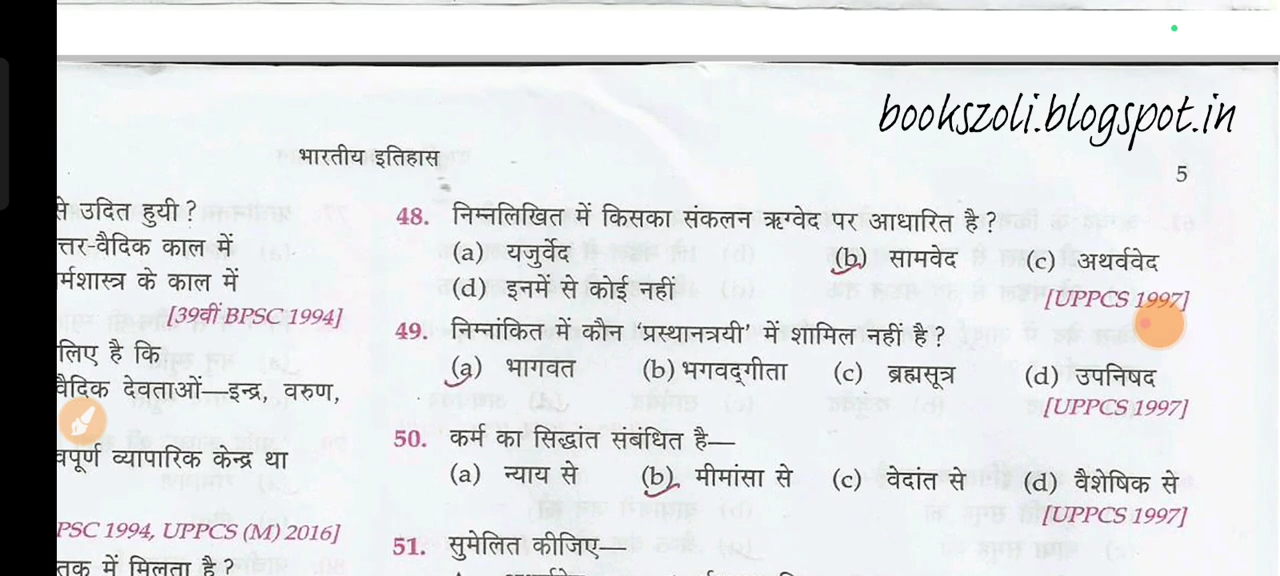 bookszoli.blogspot.in
भारतीय इतिहास
5
से उदित हुयी ?
त्तर-वैदिक काल में
र्मशास्त्र के काल में
[39वीं BPSC 1994]
लिए है कि
वैदिक देवताओं—इन्द्र, वरुण,
वपूर्ण व्यापारिक केन्द्र था
PSC 1994, UPPCS (M) 2016]
तक में मिलता है ?
48. निम्नलिखित में किसका संकलन ऋग्वेद पर आधारित है ?
(a) यजुर्वेद (b) सामवेद (c) अथर्ववेद
(d) इनमें से कोई नहीं
[UPPCS 1997]
49. निम्नांकित में कौन 'प्रस्थानत्रयी' में शामिल नहीं है ?
(a) भागवत (b) भगवद्‌गीता (c) ब्रह्मसूत्र (d) उपनिषद
[UPPCS 1997]
50. कर्म का सिद्धांत संबंधित है—
(a) न्याय से (b) मीमांसा से (c) वेदांत से (d) वैशेषिक से
[UPPCS 1997]
51. सुमेलित कीजिए—